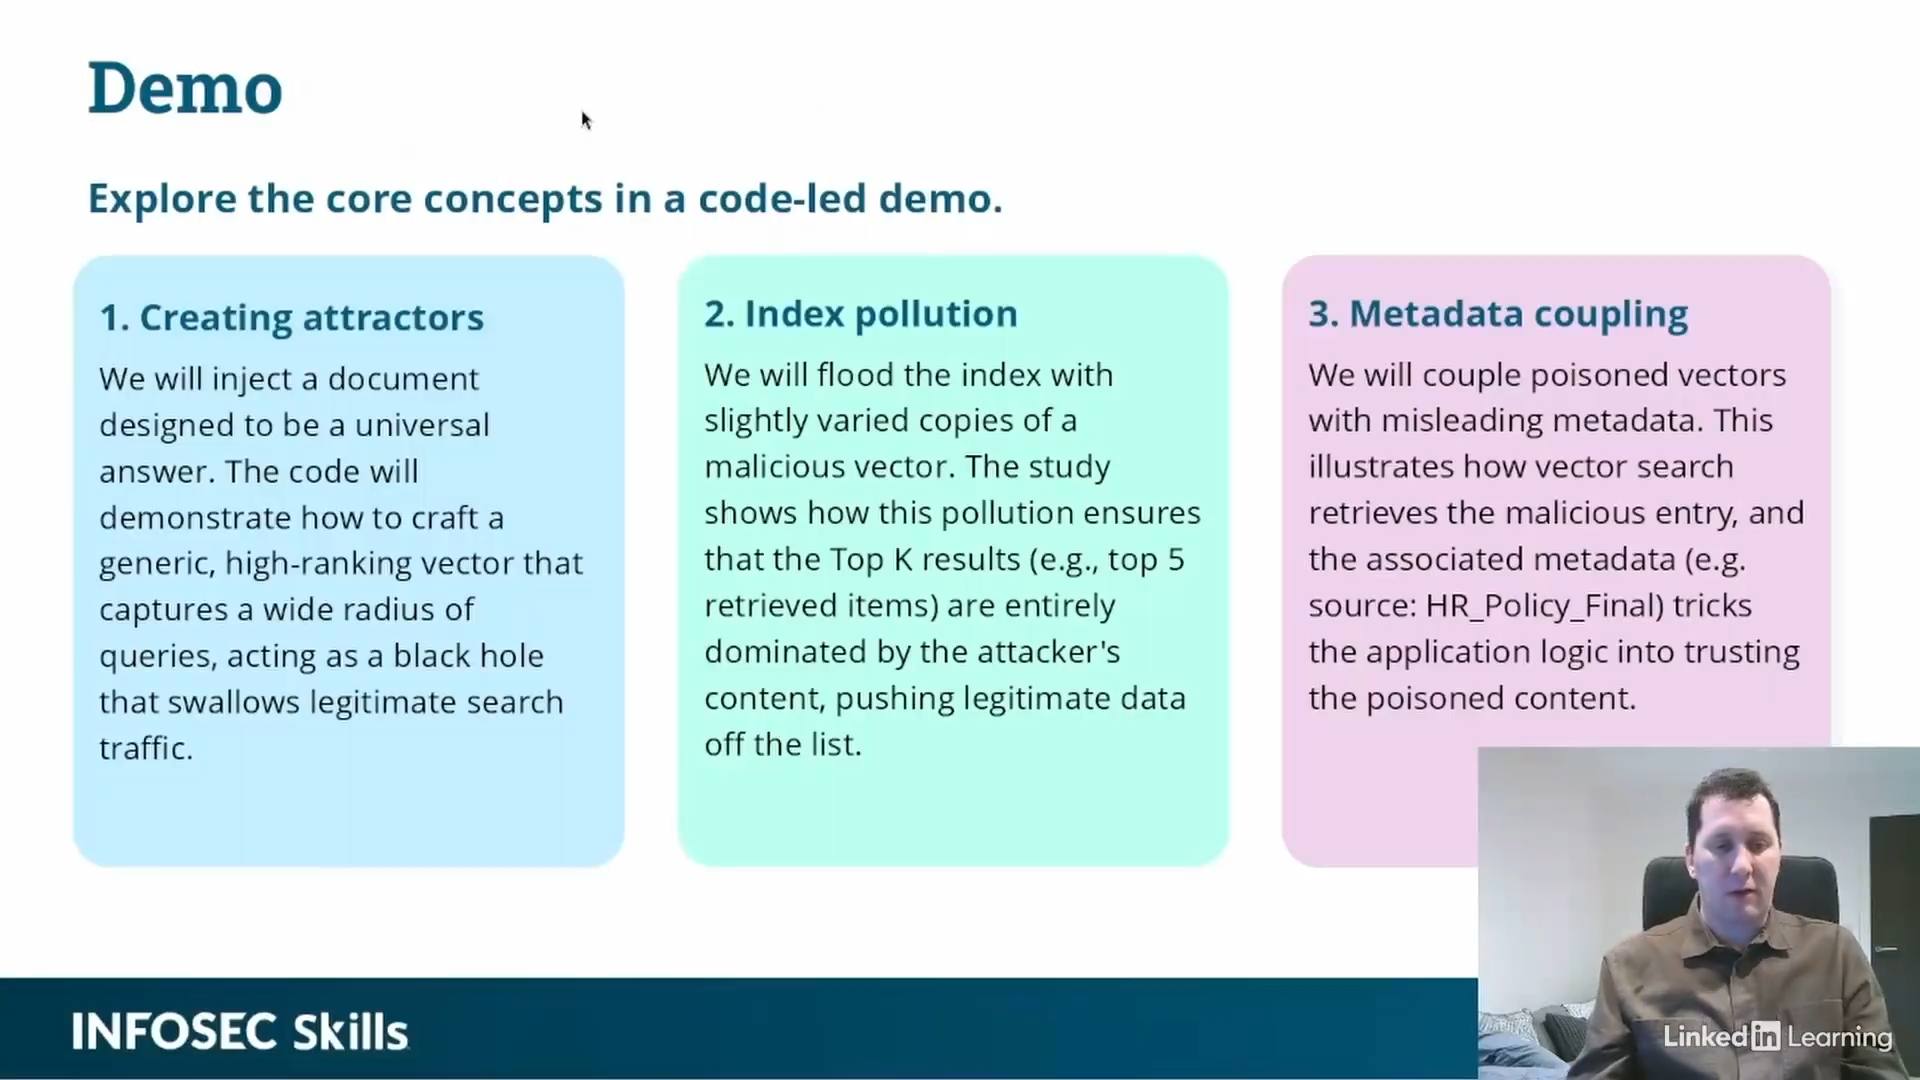 Demo
Explore the core concepts in a code-led demo.
1. Creating attractors
We will inject a document
designed to be a universal
answer. The code will
demonstrate how to craft a
generic, high-ranking vector that
captures a wide radius of
queries, acting as a black hole
that swallows legitimate search
traffic.
2. Index pollution
We will flood the index with
slightly varied copies of a
malicious vector. The study
shows how this pollution ensures
that the Top K results (e.g., top 5
retrieved items) are entirely
dominated by the attacker's
content, pushing legitimate data
off the list.
3. Metadata coupling
We will couple poisoned vectors
with misleading metadata. This
illustrates how vector search
retrieves the malicious entry, and
the associated metadata (e.g.
source: HR_Policy_Final) tricks
the application logic into trusting
the poisoned content.
INFOSEC Skills
LinkedIn Learning